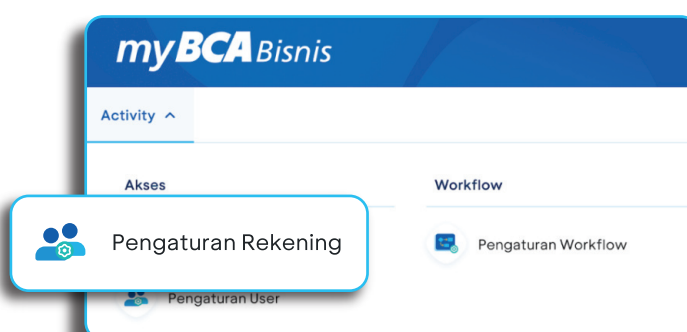 myBCA Bisnis
Activity
Akses
Workflow
Pengaturan Rekening
Pengaturan Workflow
Pengaturan User